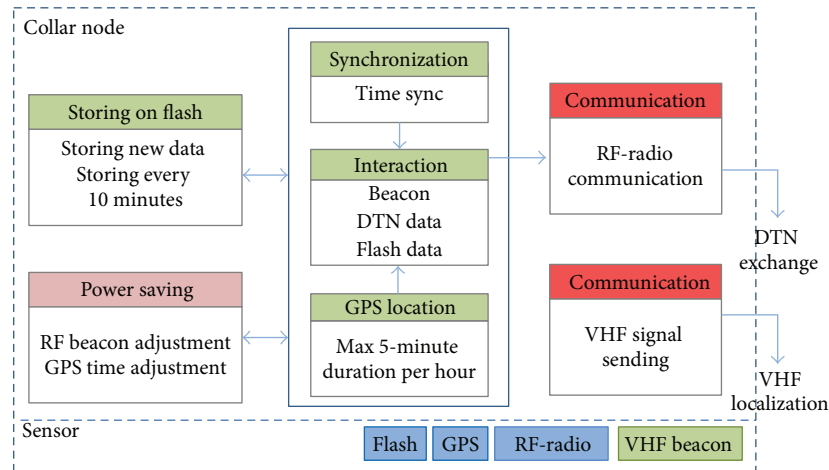 Collar node
Storing on flash
Storing new data
Storing every
10 minutes
Power saving
RF beacon adjustment
GPS time adjustment
Synchronization
Time sync
Interaction
Beacon
DTN data
Flash data
GPS location
Max 5-minute
duration per hour
Communication
RF-radio
communication
DTN
exchange
Communication
VHF signal
sending
VHF
localization
Sensor
Flash
GPS
RF-radio
VHF beacon